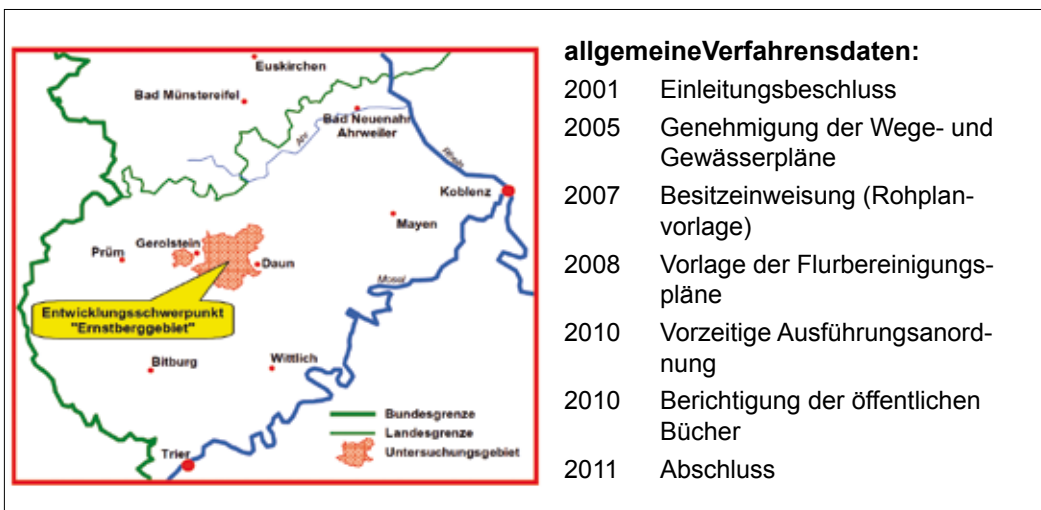 Euskirchen
Bad Münstereifel
Bad Neuenahr
Ahrweiler
Ahr
Rhein
Koblenz
Mayen
Gerolstein
Prüm
Daun
Mosel
Entwicklungsschwerpunkt
"Ernstberggebiet"
Bitburg
Wittlich
Trier
Bundesgrenze
Landesgrenze
Untersuchungsgebiet
allgemeineVerfahrensdaten:
2001 Einleitungsbeschluss
2005 Genehmigung der Wege- und
Gewässerpläne
2007 Besitzeinweisung (Rohplan-
vorlage)
2008 Vorlage der Flurbereinigungs-
pläne
2010 Vorzeitige Ausführungsanord-
nung
2010 Berichtigung der öffentlichen
Bücher
2011 Abschluss